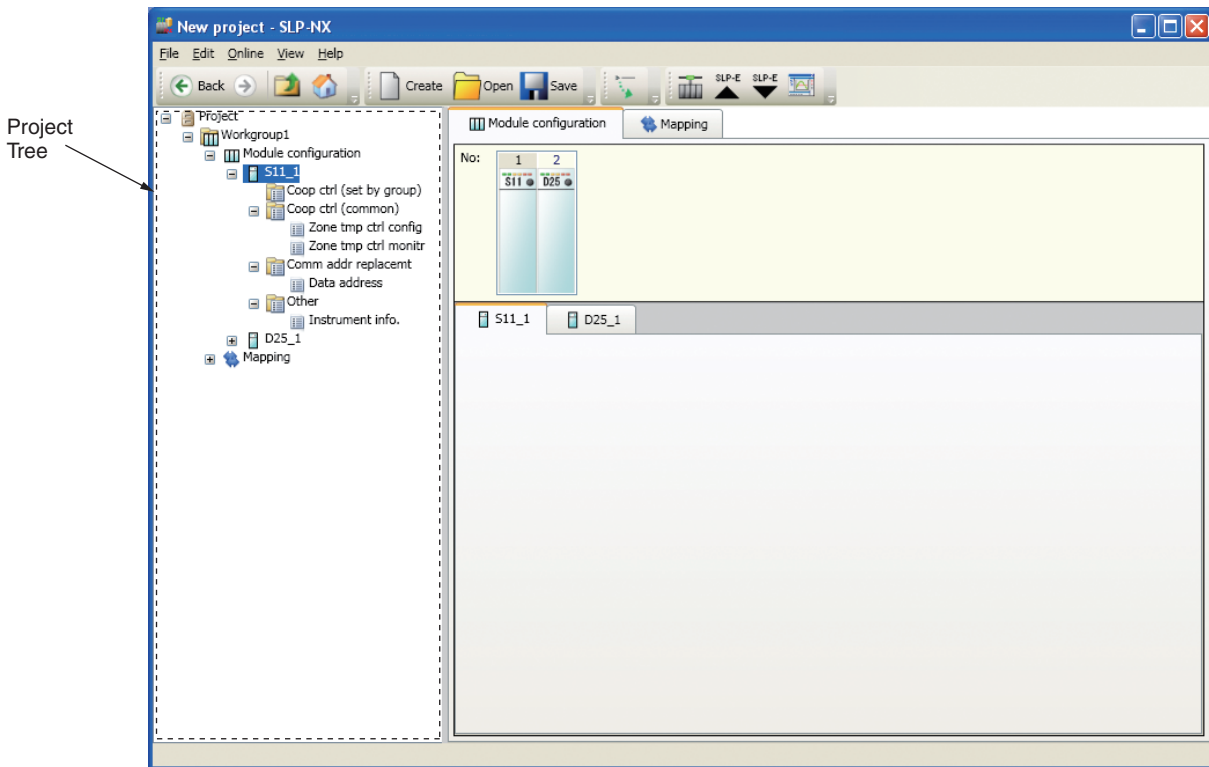 New project - SLP-NX
File Edit Online View Help
Back Create Open Save SLP-E SLP-E
Project
Tree
Project
Workgroup1
Module configuration
S11_1
Coop ctrl (set by group)
Coop ctrl (common)
Zone tmp ctrl config
Zone tmp ctrl monitr
Comm addr replacemt
Data address
Other
Instrument info.
D25_1
Mapping
Module configuration Mapping
No: 1 2
S11 D25
S11_1 D25_1